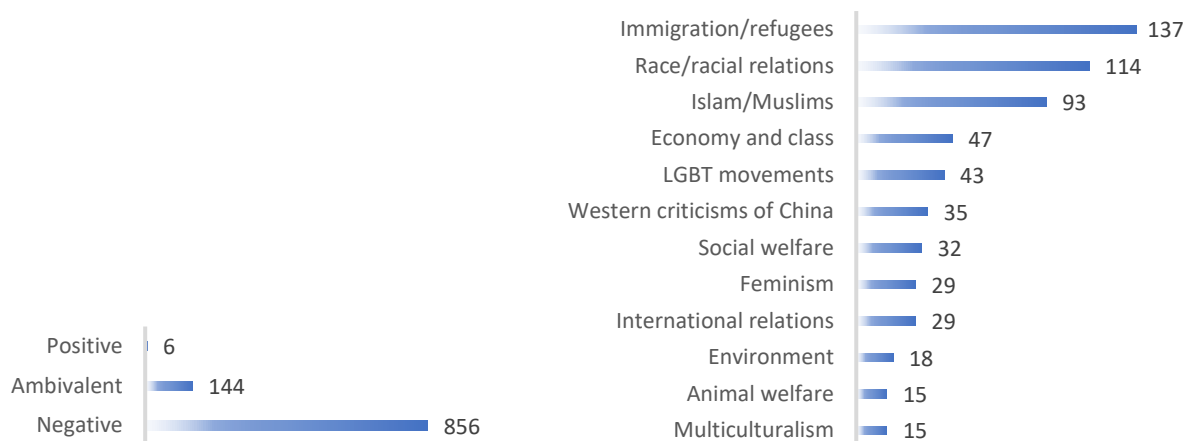 Positive 6
Ambivalent 144
Negative 856
Immigration/refugees 137
Race/racial relations 114
Islam/Muslims 93
Economy and class 47
LGBT movements 43
Western criticisms of China 35
Social welfare 32
Feminism 29
International relations 29
Environment 18
Animal welfare 15
Multiculturalism 15